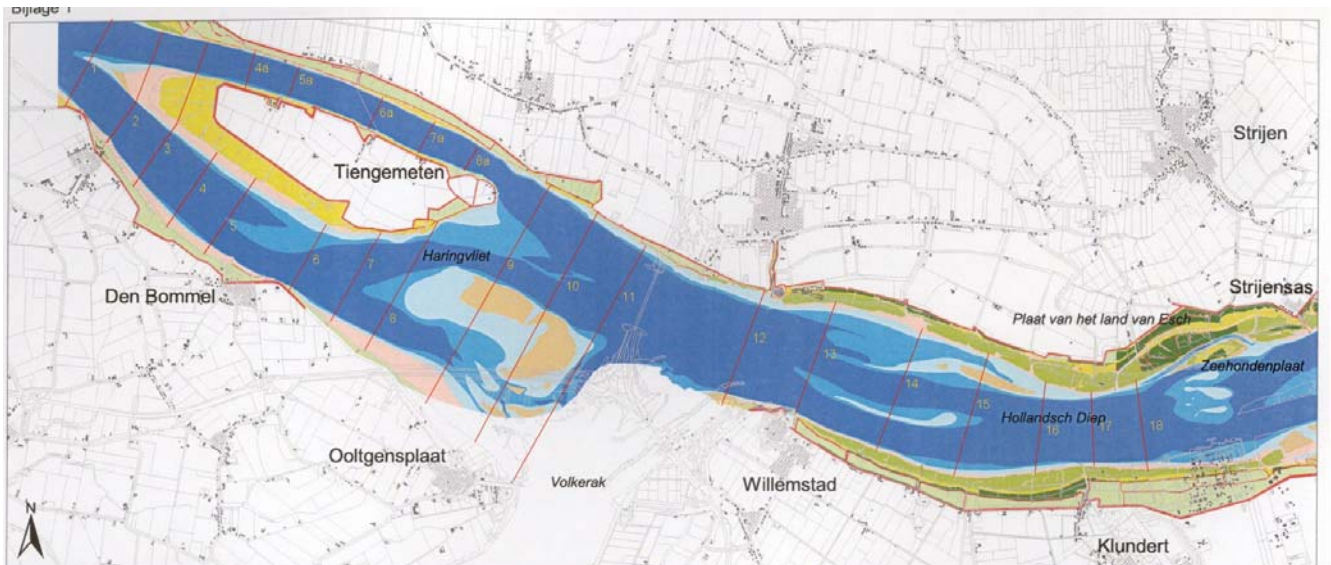 Bijlage 1
1
2
3
4
5
6
7
8
9
10
11
12
13
14
15
16
17
18
4a
5a
6a
7a
8a
Tiengemeten
Haringvliet
Den Bommel
Ooltgensplaat
Volkerak
Willemstad
Strijen
Strijensas
Plaat van het land van Esch
Zeehondenplaat
Hollandsch Diep
Klundert
N